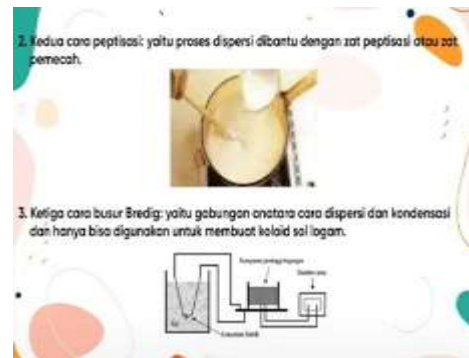 2. Kedua cara peptisasi: yaitu proses dispersi dibantu dengan zat peptisasi atau zat
pemecah.
3. Ketiga cara busur Bredig: yaitu gabungan anatara cara dispersi dan kondensasi
dan hanya bisa digunakan untuk membuat koloid sol logam.